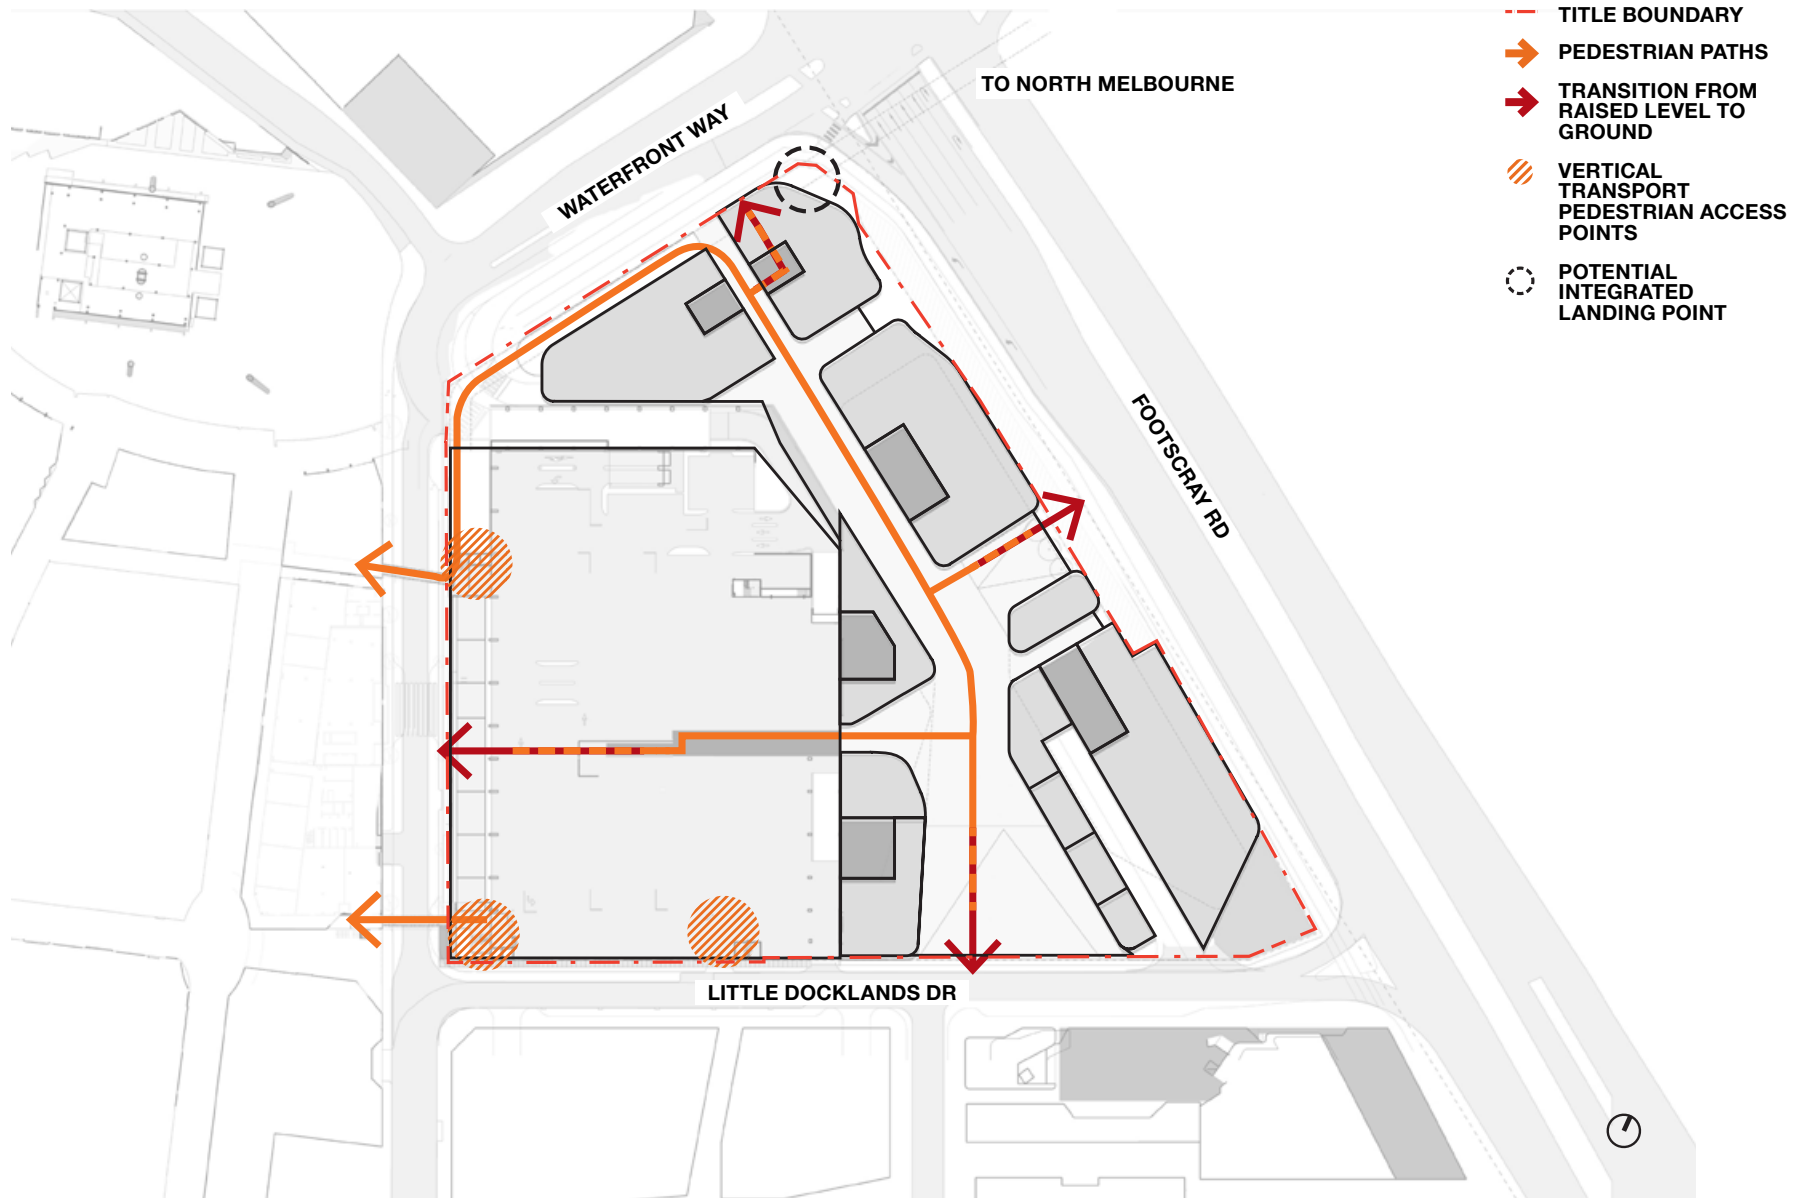 TITLE BOUNDARY
PEDESTRIAN PATHS
TRANSITION FROM
RAISED LEVEL TO
GROUND
VERTICAL
TRANSPORT
PEDESTRIAN ACCESS
POINTS
POTENTIAL
INTEGRATED
LANDING POINT
TO NORTH MELBOURNE
WATERFRONT WAY
FOOTSCRAY RD
LITTLE DOCKLANDS DR